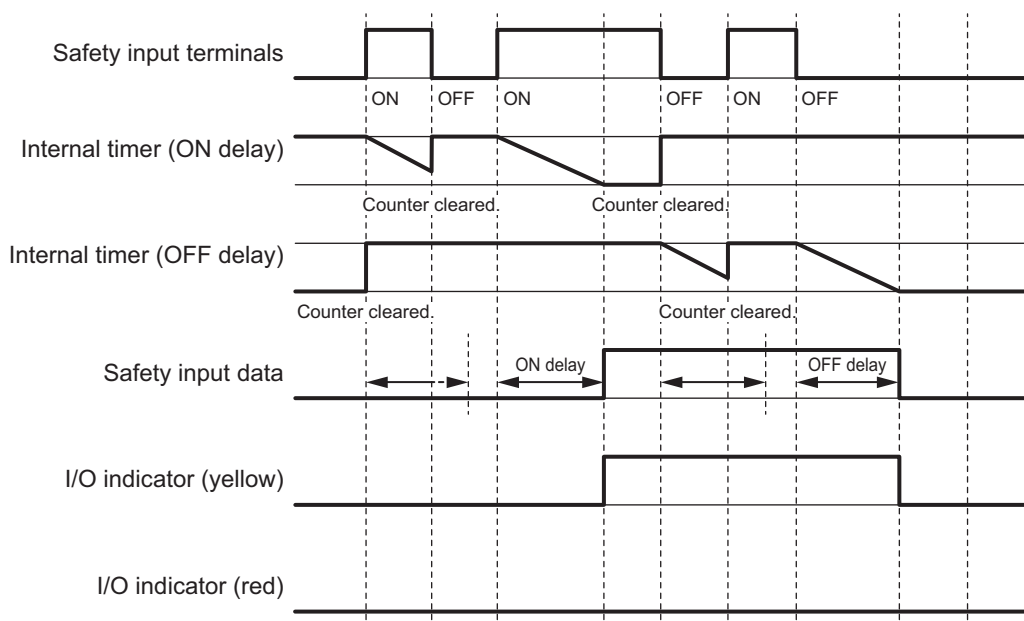 Safety input terminals
ON OFF ON OFF ON OFF
Internal timer (ON delay)
Counter cleared. Counter cleared.
Internal timer (OFF delay)
Counter cleared. Counter cleared.
Safety input data
ON delay OFF delay
I/O indicator (yellow)
I/O indicator (red)